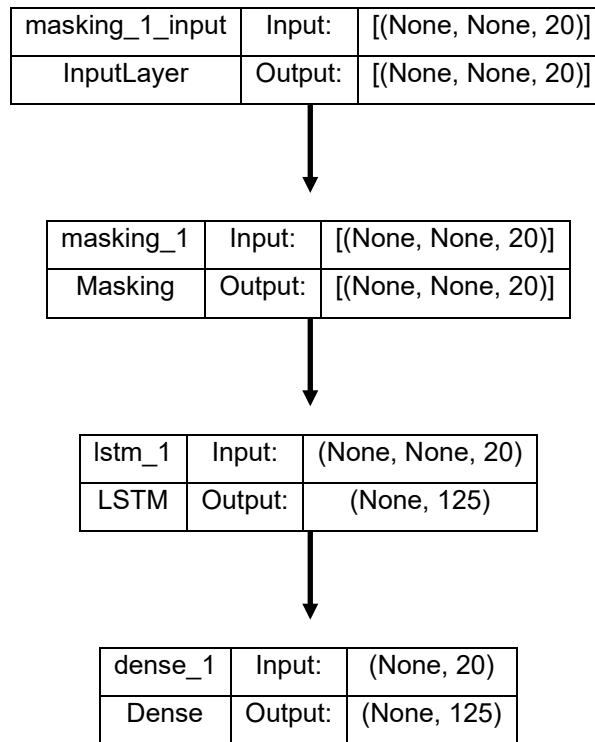 masking_1_input Input: [(None, None, 20)]
InputLayer Output: [(None, None, 20)]
masking_1 Input: [(None, None, 20)]
Masking Output: [(None, None, 20)]
lstm_1 Input: (None, None, 20)
LSTM Output: (None, 125)
dense_1 Input: (None, 20)
Dense Output: (None, 125)